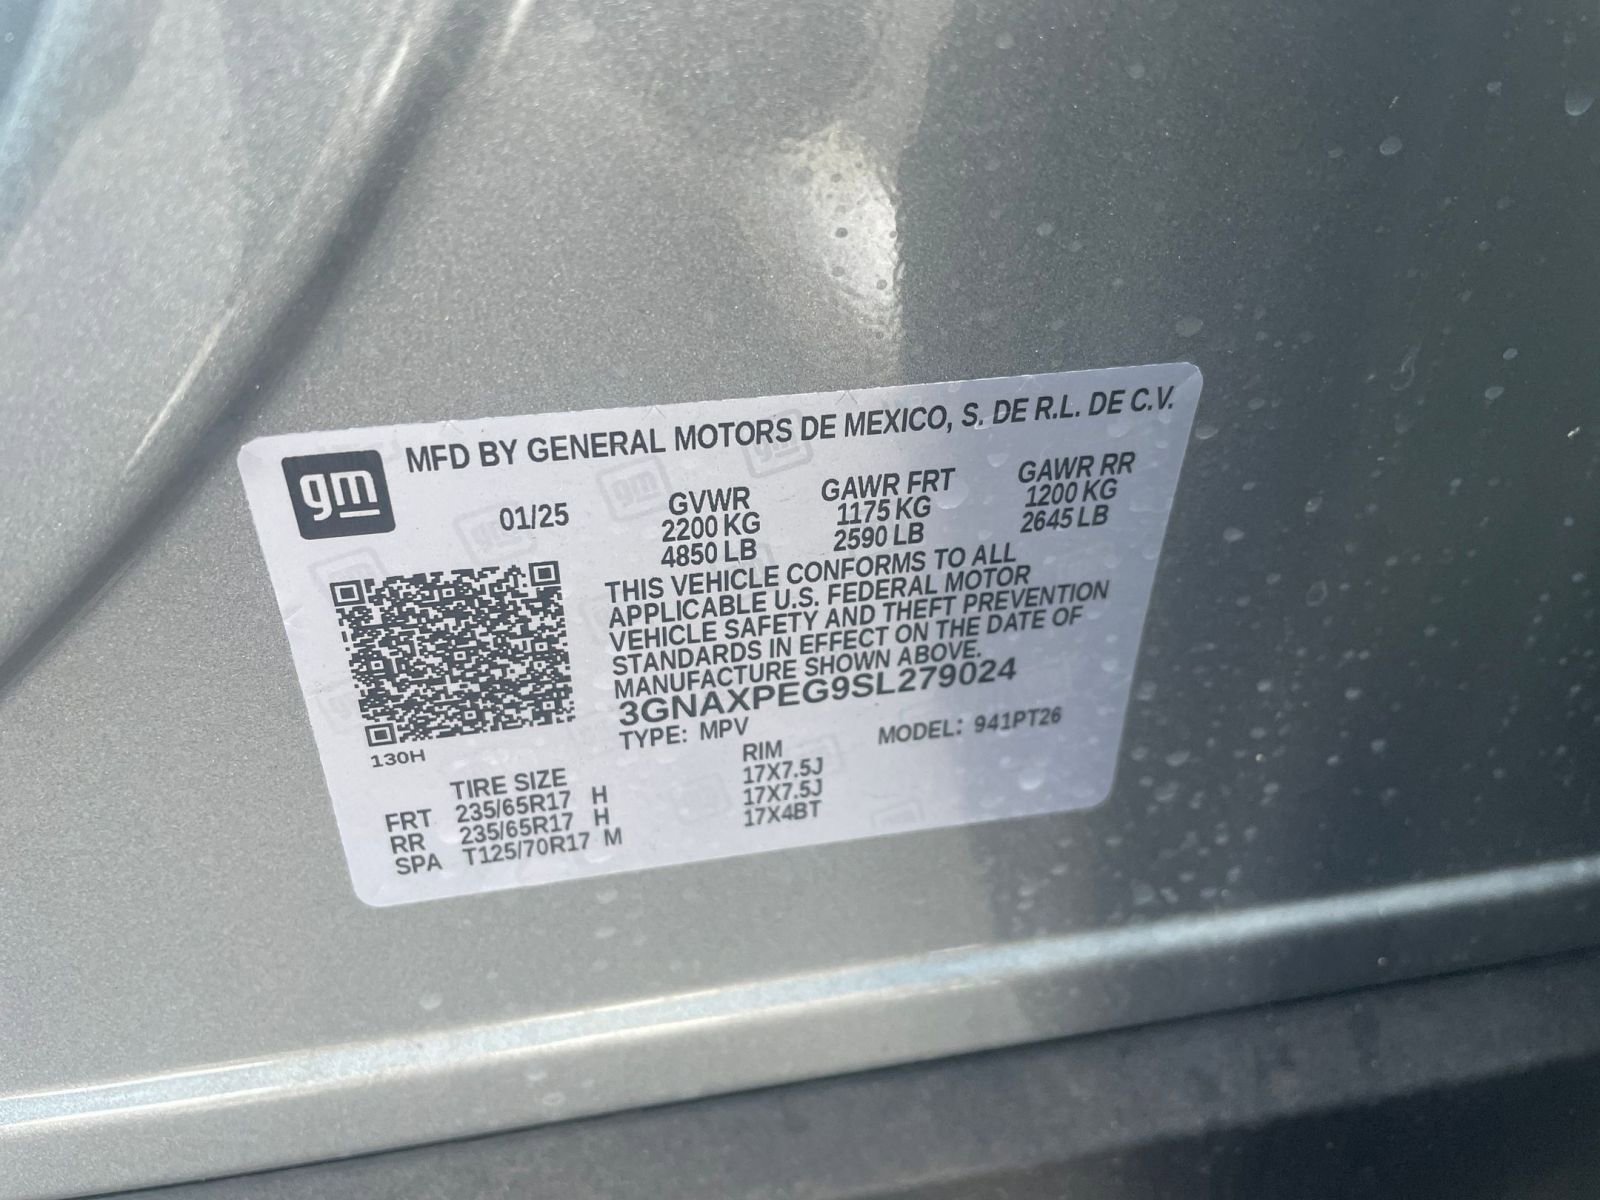 gm MFD BY GENERAL MOTORS DE MEXICO, S. DE R.L. DE C.V.
01/25 GVWR GAWR FRT GAWR RR
2200 KG 1175 KG 1200 KG
4850 LB 2590 LB 2645 LB
THIS VEHICLE CONFORMS TO ALL
APPLICABLE U.S. FEDERAL MOTOR
VEHICLE SAFETY AND THEFT PREVENTION
STANDARDS IN EFFECT ON THE DATE OF
MANUFACTURE SHOWN ABOVE.
3GNAXPEG9SL279024
TYPE: MPV MODEL: 941PT26
130H
TIRE SIZE RIM
FRT 235/65R17 H 17X7.5J
RR 235/65R17 H 17X7.5J
SPA T125/70R17 M 17X4BT